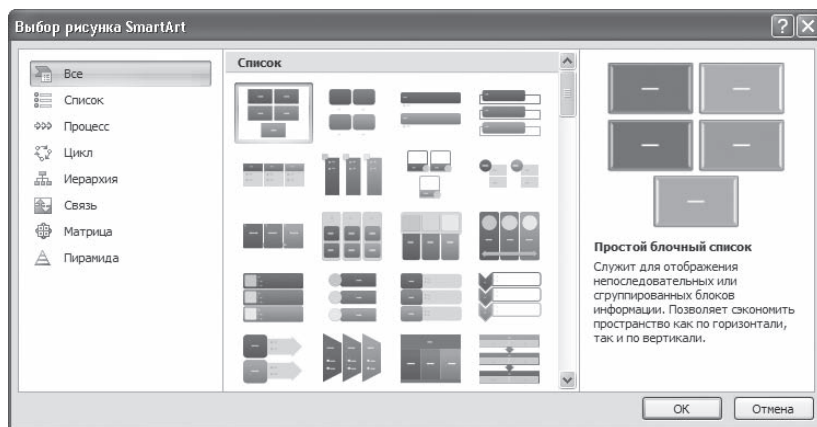 Выбор рисунка SmartArt
Все
Список
Процесс
Цикл
Иерархия
Связь
Матрица
Пирамида
Список
Простой блочный список
Служит для отображения
непоследовательных или
сгруппированных блоков
информации. Позволяет сэкономить
пространство как по горизонтали,
так и по вертикали.
ОК
Отмена